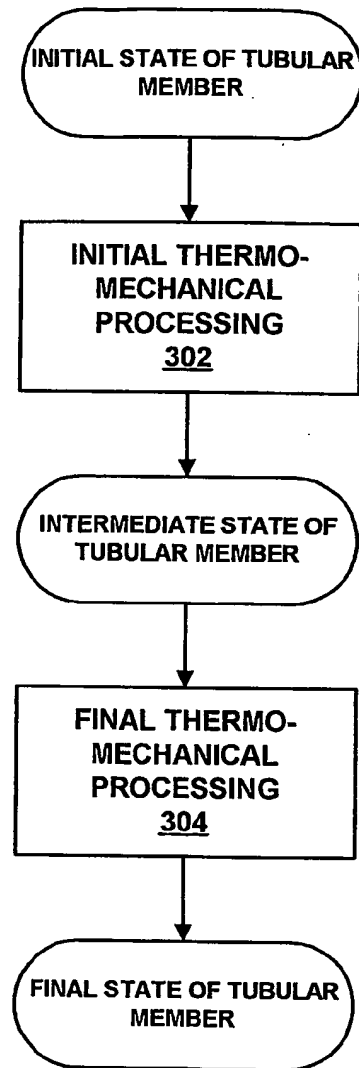 INITIAL STATE OF TUBULAR
MEMBER
INITIAL THERMO-
MECHANICAL
PROCESSING
302
INTERMEDIATE STATE OF
TUBULAR MEMBER
FINAL THERMO-
MECHANICAL
PROCESSING
304
FINAL STATE OF TUBULAR
MEMBER